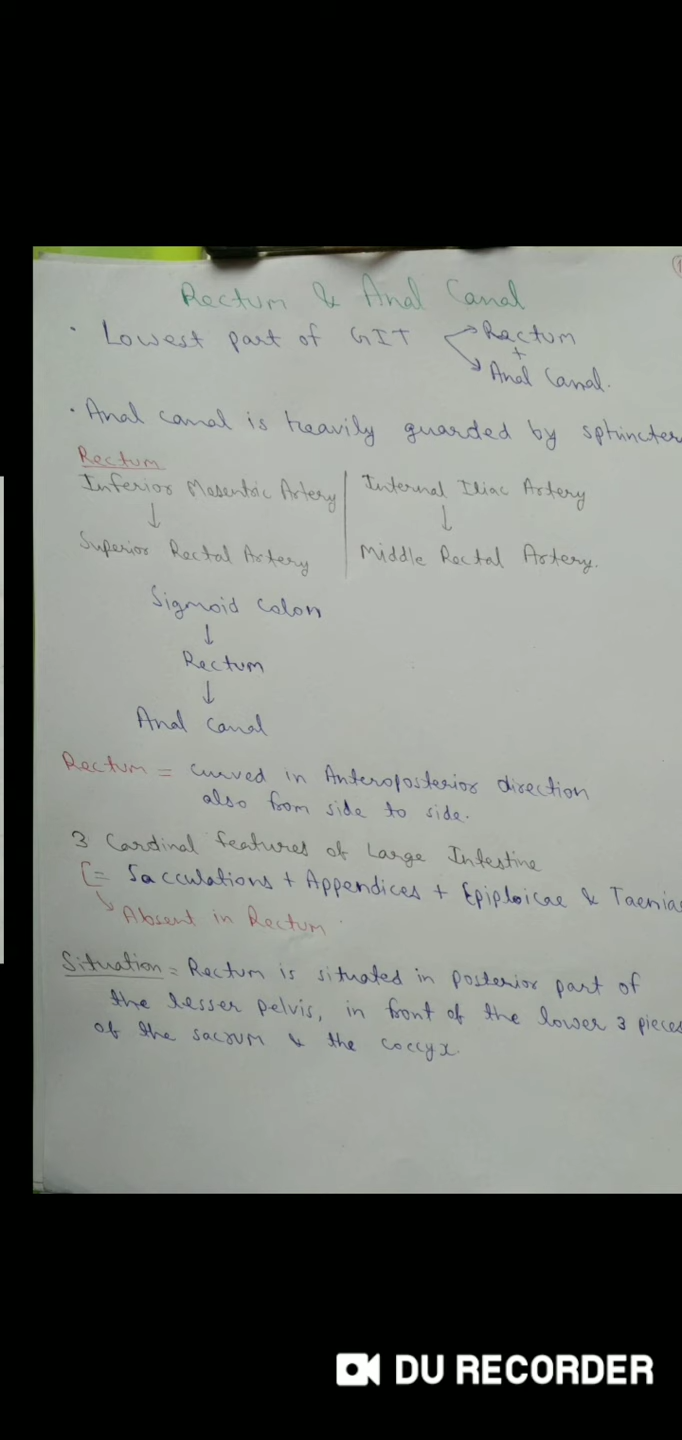 Rectum & Anal Canal
· Lowest part of GIT
Rectum
+
Anal Canal.
· Anal canal is heavily guarded by sphincter
Rectum
Inferior Mesentric Artery
↓
Superior Rectal Artery
Internal Iliac Artery
↓
Middle Rectal Artery.
Sigmoid Colon
↓
Rectum
↓
Anal Canal
Rectum = curved in Anteroposterior direction
also from side to side.
3 Cardinal features of Large Intestine
[= Sacculations + Appendices + Epiploicae & Taenia
Absent in Rectum
Situation = Rectum is situated in posterior part of
the lesser pelvis, in front of the lower 3 pieces
of the sacrum & the coccyx.
DU RECORDER